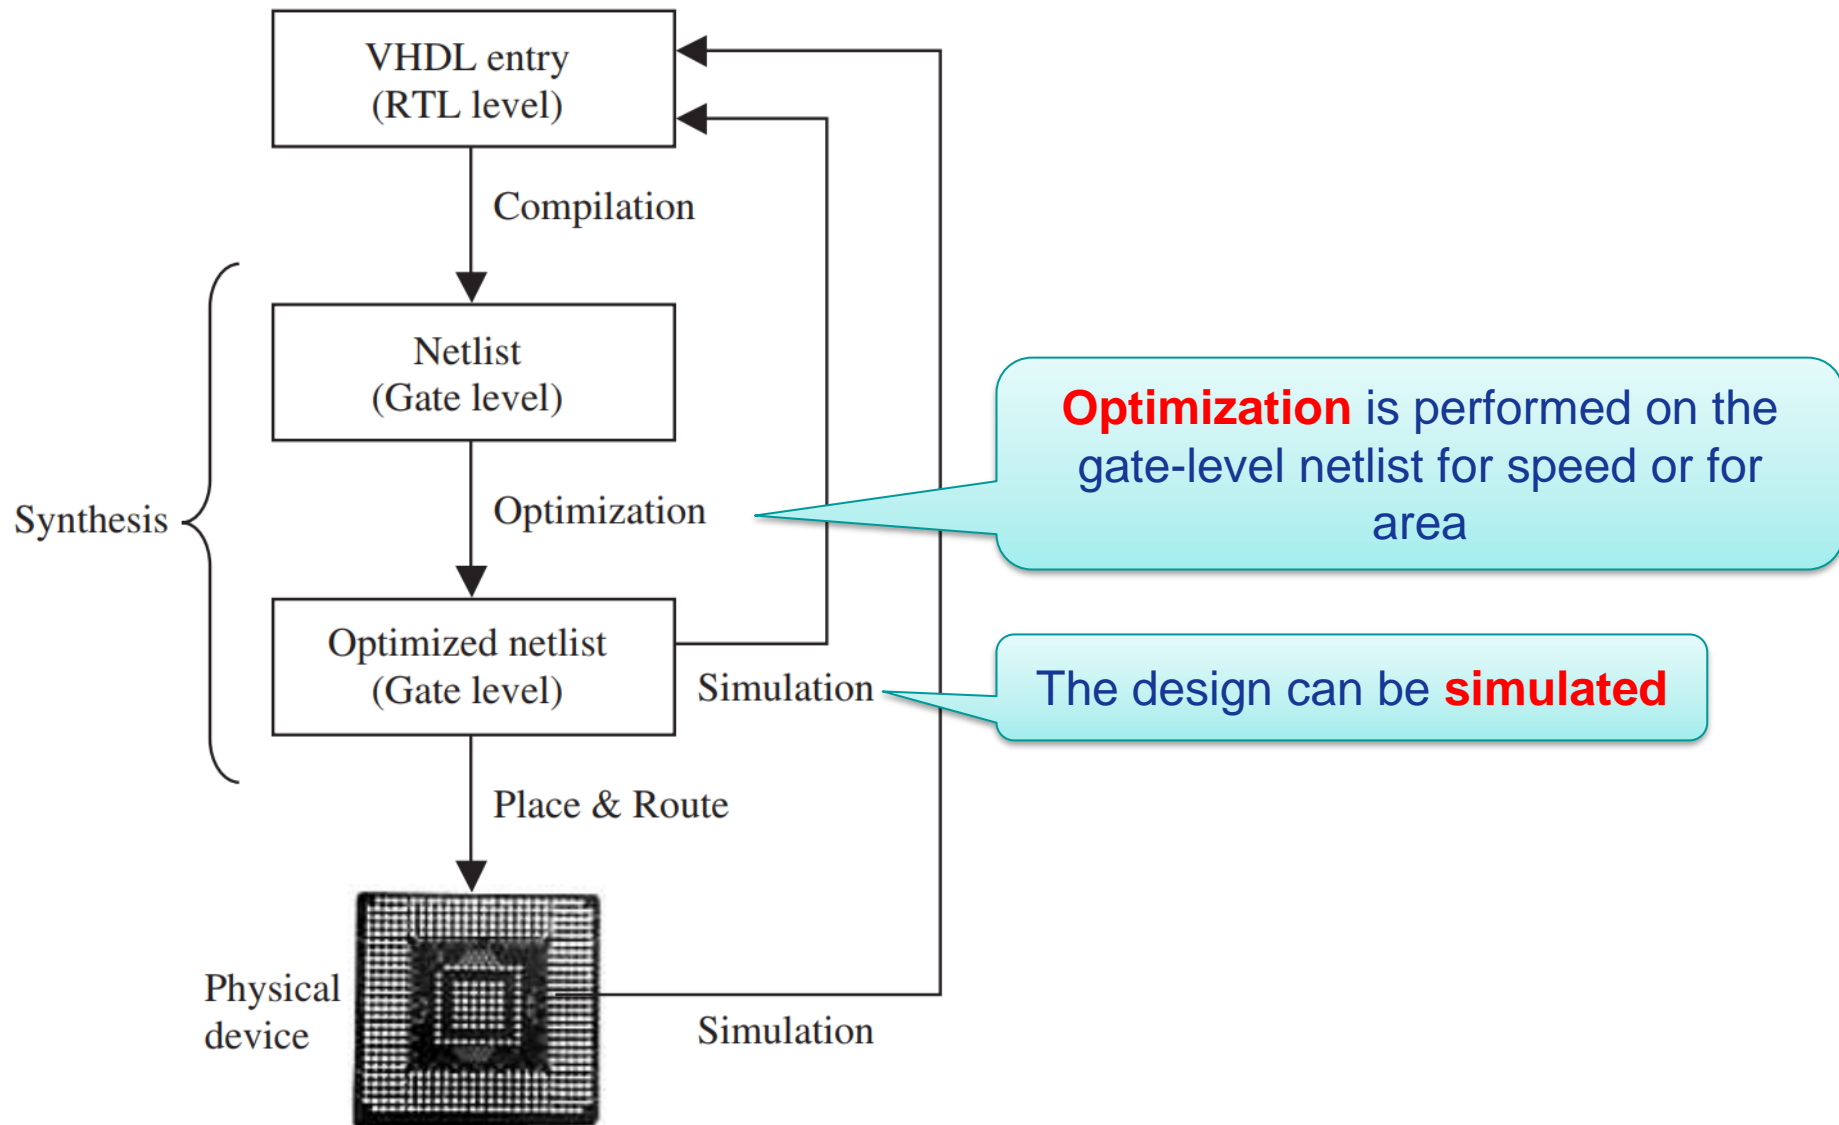 VHDL entry
(RTL level)
Compilation
Netlist
(Gate level)
Synthesis
Optimization
Optimization is performed on the
gate-level netlist for speed or for
area
Optimized netlist
(Gate level)
Simulation
The design can be simulated
Place & Route
Physical
device
Simulation